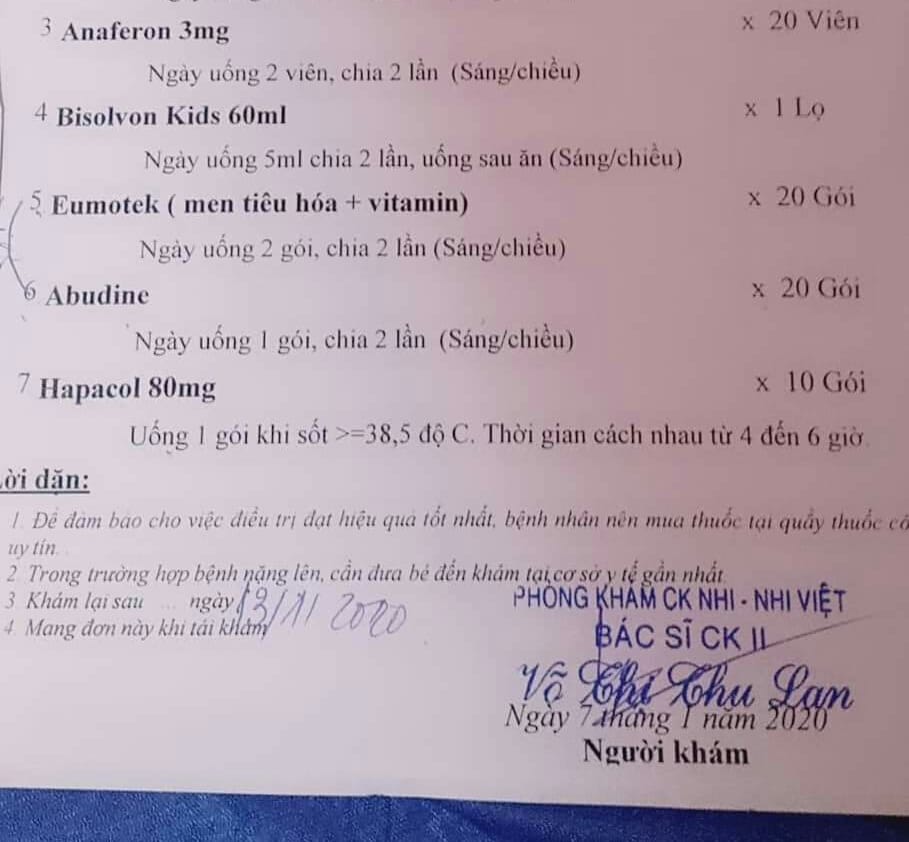 3 Anaferon 3mg x 20 Viên
Ngày uống 2 viên, chia 2 lần (Sáng/chiều)
4 Bisolvon Kids 60ml x 1 Lọ
Ngày uống 5ml chia 2 lần, uống sau ăn (Sáng/chiều)
5 Eumotek ( men tiêu hóa + vitamin) x 20 Gói
Ngày uống 2 gói, chia 2 lần (Sáng/chiều)
6 Abudine x 20 Gói
Ngày uống 1 gói, chia 2 lần (Sáng/chiều)
7 Hapacol 80mg x 10 Gói
Uống 1 gói khi sốt >=38,5 độ C. Thời gian cách nhau từ 4 đến 6 giờ
ời dặn:
1. Để đảm bảo cho việc điều trị đạt hiệu quả tốt nhất, bệnh nhân nên mua thuốc tại quầy thuốc có
uy tín.
2. Trong trường hợp bệnh nặng lên, cần đưa bé đến khám tại cơ sở y tế gần nhất.
3 Khám lại sau ... ngày 13/11 2020
4 Mang đơn này khi tái khám
PHÒNG KHÁM CK NHI - NHI VIỆT
BÁC SĨ CK II
Võ Thị Thu Lan
Ngày 7 tháng 1 năm 2020
Người khám